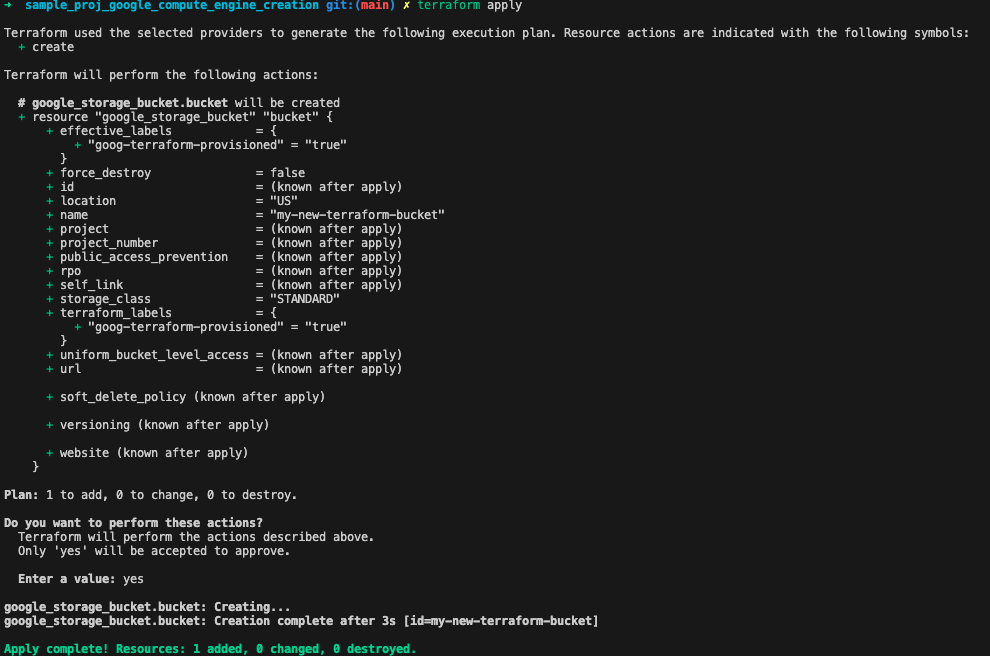 ➜  sample_proj_google_compute_engine_creation git:(main) ✗ terraform apply

Terraform used the selected providers to generate the following execution plan. Resource actions are indicated with the following symbols:
  + create

Terraform will perform the following actions:

  # google_storage_bucket.bucket will be created
  + resource "google_storage_bucket" "bucket" {
      + effective_labels            = {
          + "goog-terraform-provisioned" = "true"
        }
      + force_destroy               = false
      + id                          = (known after apply)
      + location                    = "US"
      + name                        = "my-new-terraform-bucket"
      + project                     = (known after apply)
      + project_number              = (known after apply)
      + public_access_prevention    = (known after apply)
      + rpo                         = (known after apply)
      + self_link                   = (known after apply)
      + storage_class               = "STANDARD"
      + terraform_labels            = {
          + "goog-terraform-provisioned" = "true"
        }
      + uniform_bucket_level_access = (known after apply)
      + url                         = (known after apply)

      + soft_delete_policy (known after apply)

      + versioning (known after apply)

      + website (known after apply)
    }

Plan: 1 to add, 0 to change, 0 to destroy.

Do you want to perform these actions?
  Terraform will perform the actions described above.
  Only 'yes' will be accepted to approve.

  Enter a value: yes

google_storage_bucket.bucket: Creating...
google_storage_bucket.bucket: Creation complete after 3s [id=my-new-terraform-bucket]

Apply complete! Resources: 1 added, 0 changed, 0 destroyed.